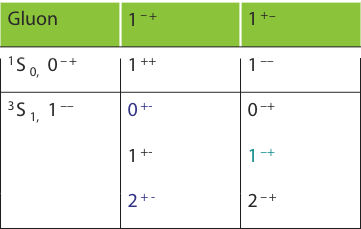 Gluon 1⁻⁺ 1⁺⁻
¹S₀, 0⁻⁺ 1⁺⁺ 1⁻⁻
³S₁, 1⁻⁻ 0⁺⁻ 0⁻⁺
1⁺⁻ 1⁻⁺
2⁺⁻ 2⁻⁺